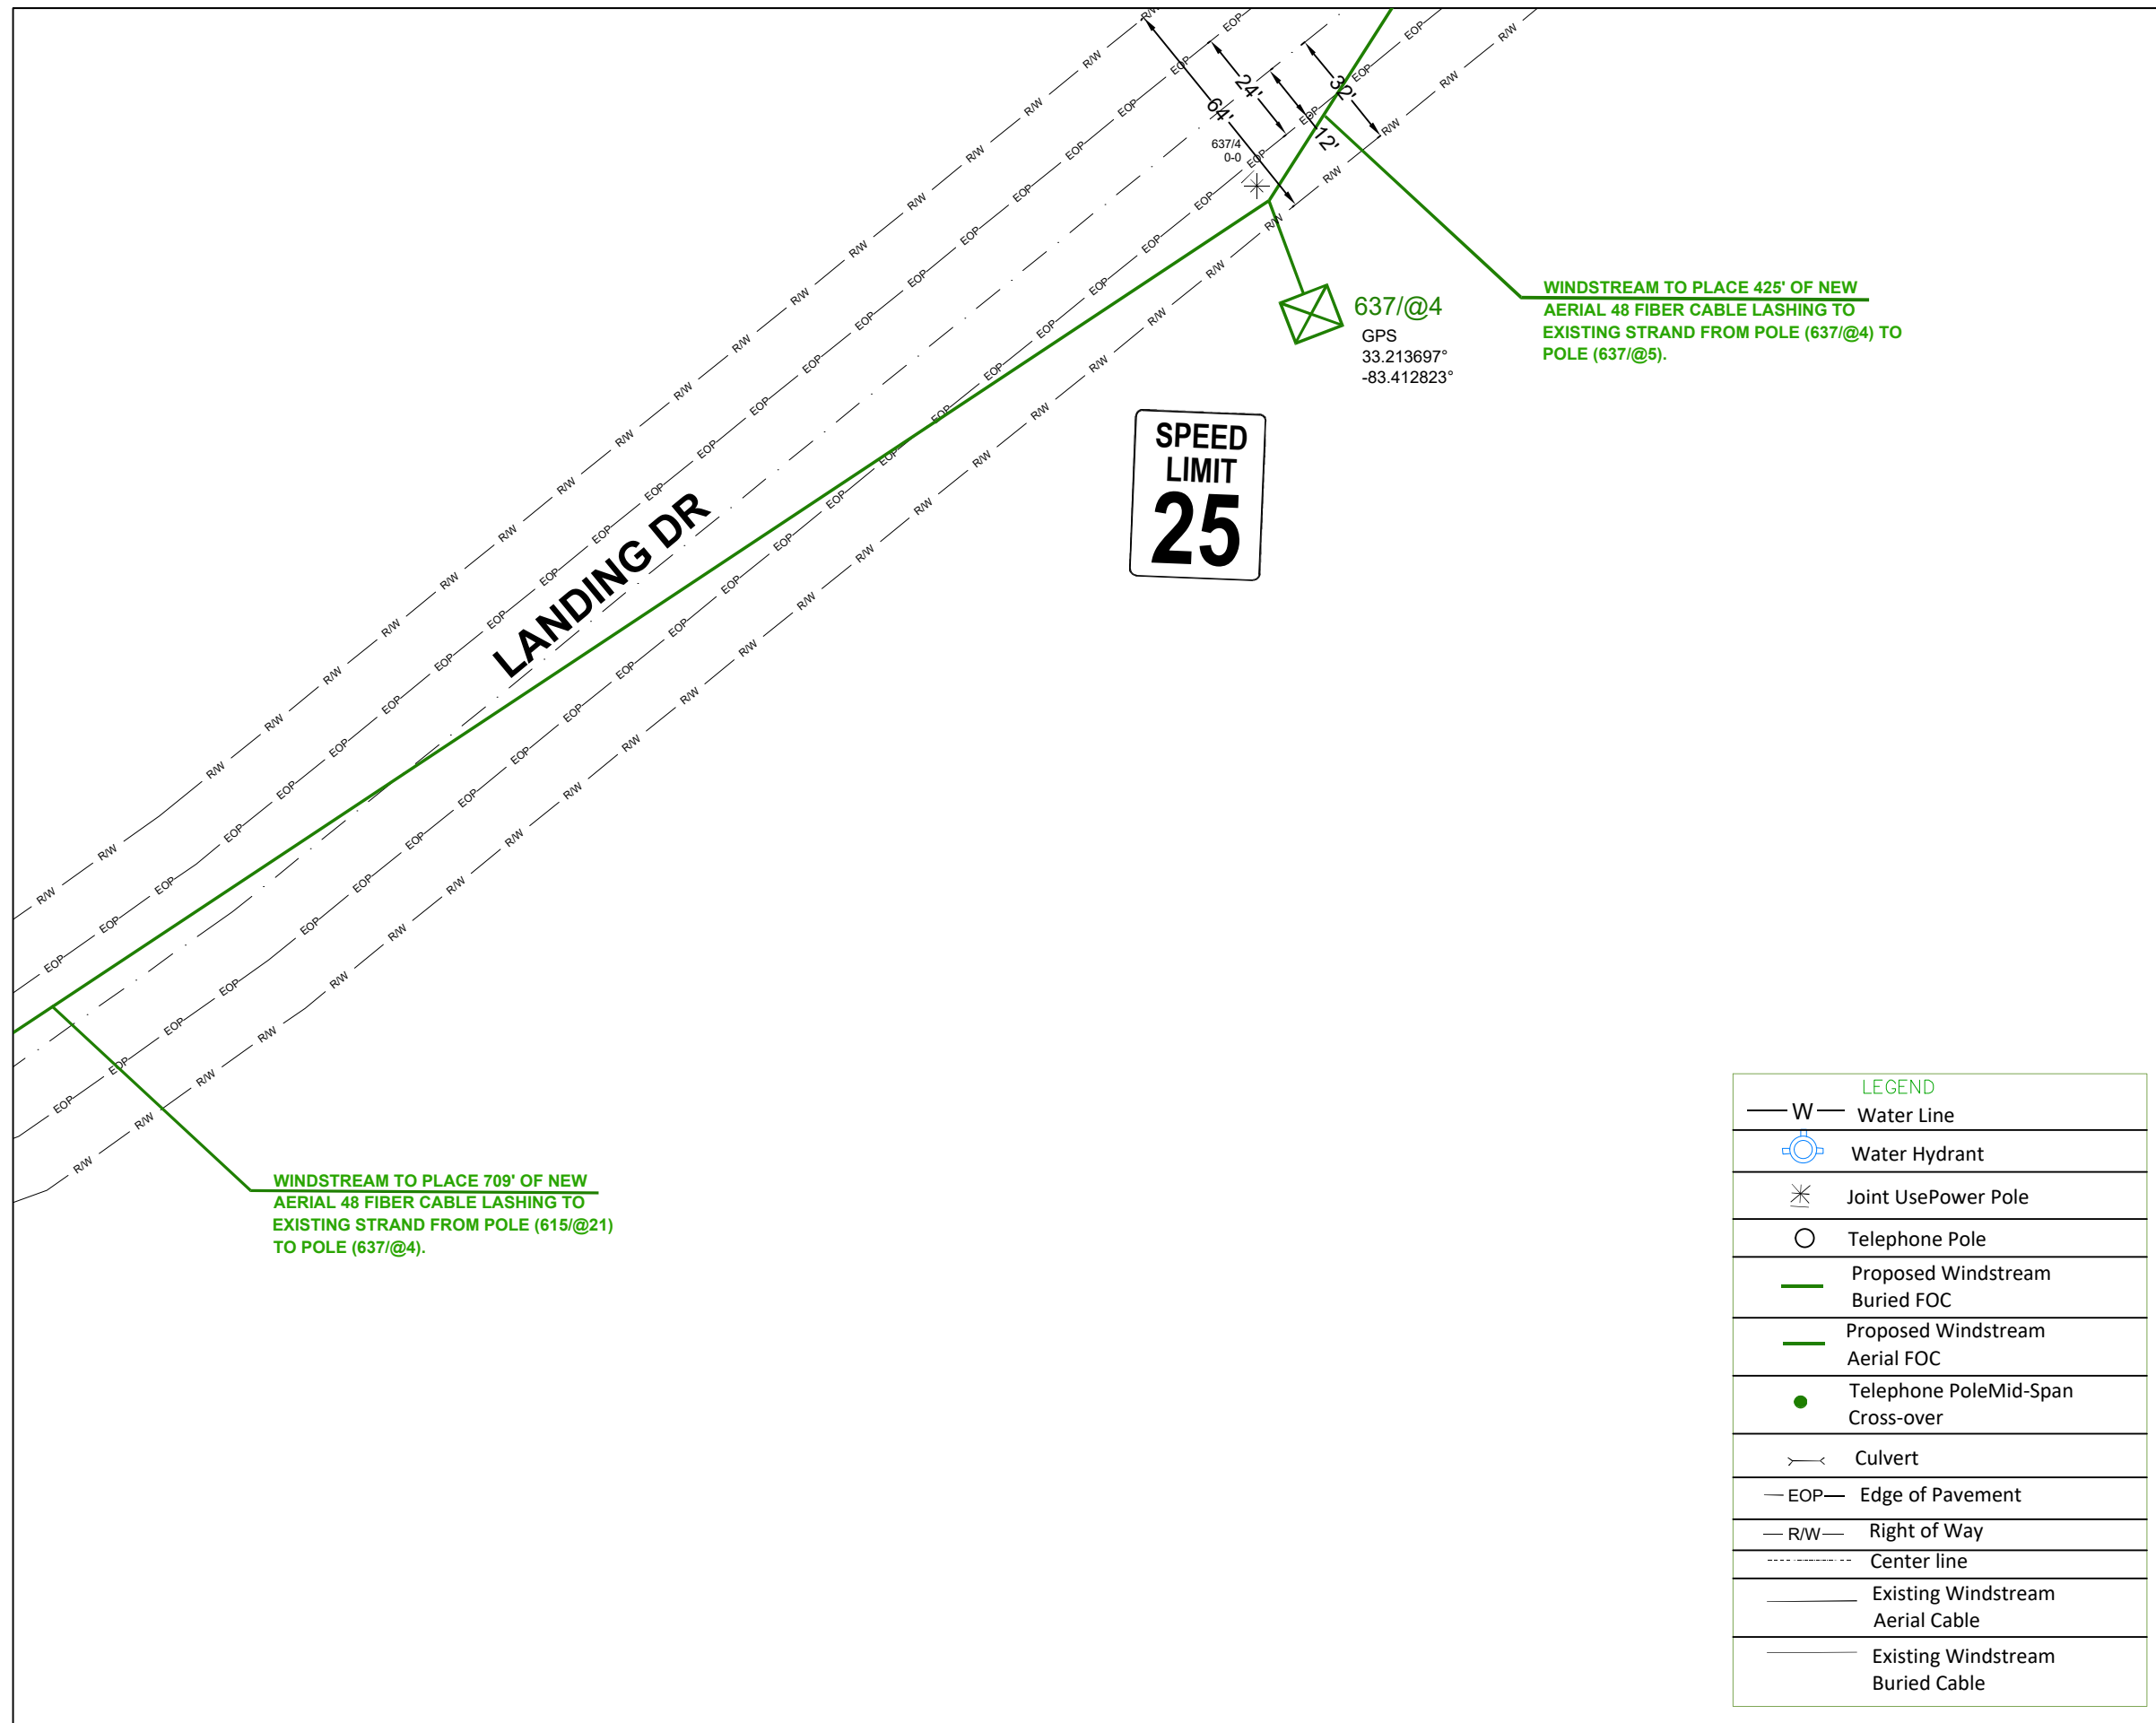 64'
24'
32'
12'
637/4
0-0
637/@4
GPS
33.213697°
-83.412823°
WINDSTREAM TO PLACE 425' OF NEW
AERIAL 48 FIBER CABLE LASHING TO
EXISTING STRAND FROM POLE (637/@4) TO
POLE (637/@5).
SPEED
LIMIT
25
LANDING DR
R/W
EOP
EOP
R/W
WINDSTREAM TO PLACE 709' OF NEW
AERIAL 48 FIBER CABLE LASHING TO
EXISTING STRAND FROM POLE (615/@21)
TO POLE (637/@4).
LEGEND
W Water Line
Water Hydrant
Joint UsePower Pole
Telephone Pole
Proposed Windstream
Buried FOC
Proposed Windstream
Aerial FOC
Telephone PoleMid-Span
Cross-over
Culvert
EOP Edge of Pavement
R/W Right of Way
Center line
Existing Windstream
Aerial Cable
Existing Windstream
Buried Cable